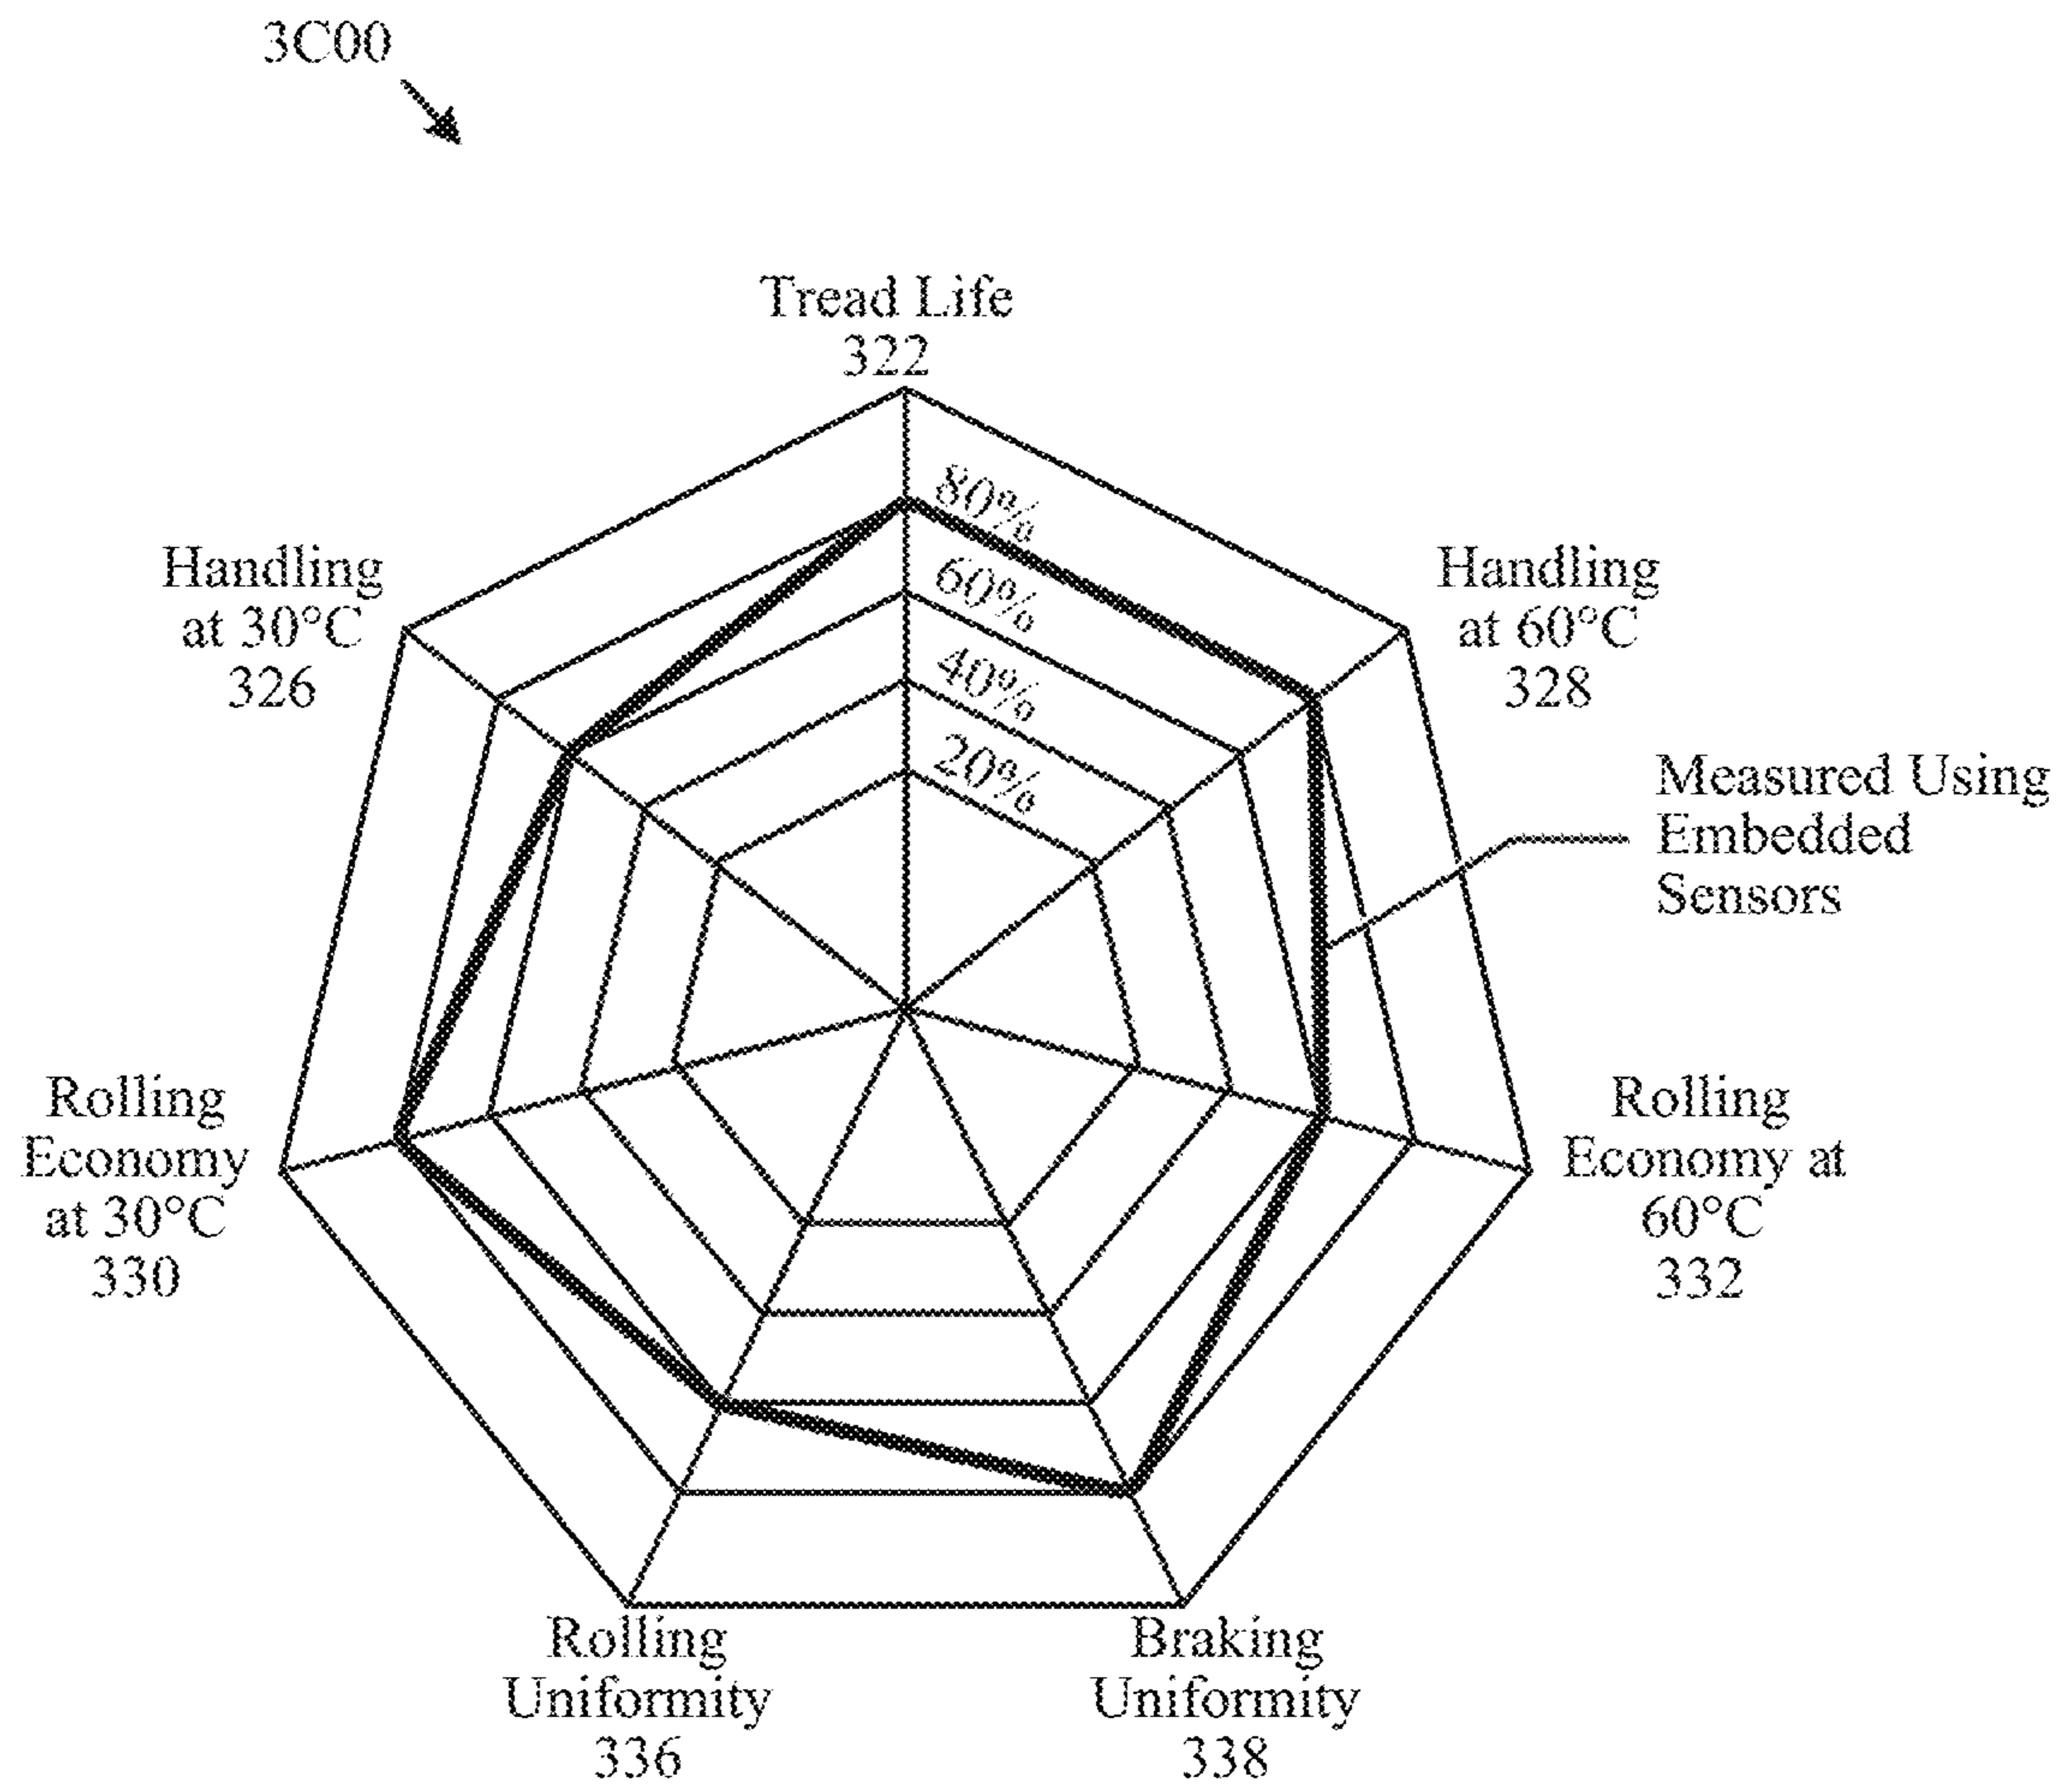 3C00
Tread Life
322
80%
60%
40%
20%
Handling
at 30°C
326
Handling
at 60°C
328
Measured Using
Embedded
Sensors
Rolling
Economy
at 30°C
330
Rolling
Economy at
60°C
332
Rolling
Uniformity
336
Braking
Uniformity
338